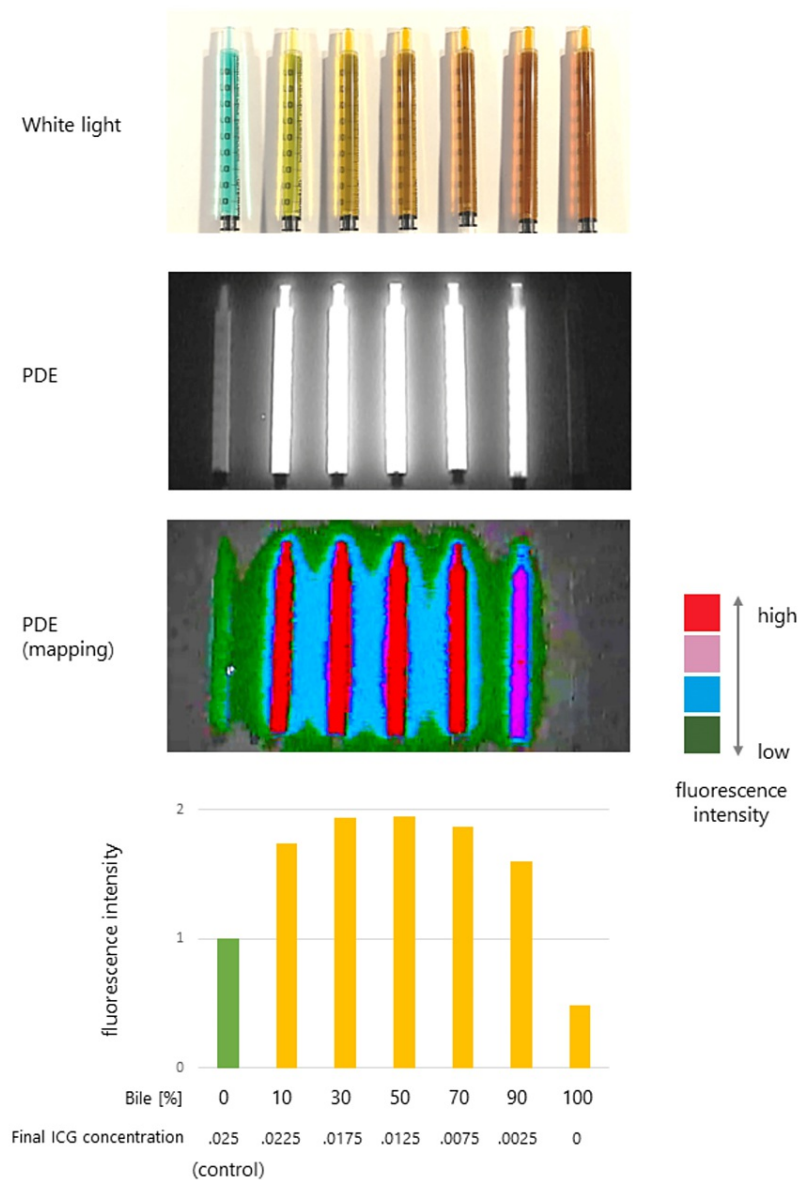 White light
PDE
PDE
(mapping)
high
low
fluorescence
intensity
fluorescence intensity
2
1
0
Bile [%] 0 10 30 50 70 90 100
Final ICG concentration .025 .0225 .0175 .0125 .0075 .0025 0
(control)